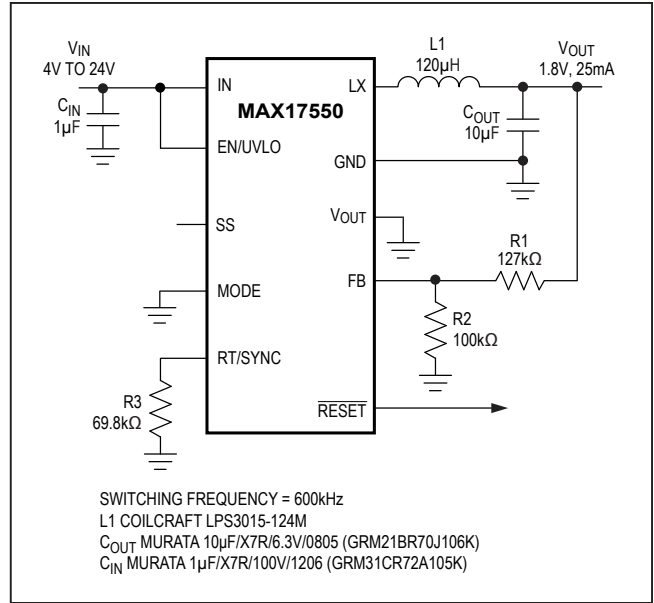 VIN
4V TO 24V
CIN
1µF
IN
EN/UVLO
SS
MODE
RT/SYNC
R3
69.8kΩ
MAX17550
LX
GND
VOUT
FB
RESET
L1
120µH
VOUT
1.8V, 25mA
COUT
10µF
R1
127kΩ
R2
100kΩ
SWITCHING FREQUENCY = 600kHz
L1 COILCRAFT LPS3015-124M
COUT MURATA 10µF/X7R/6.3V/0805 (GRM21BR70J106K)
CIN MURATA 1µF/X7R/100V/1206 (GRM31CR72A105K)